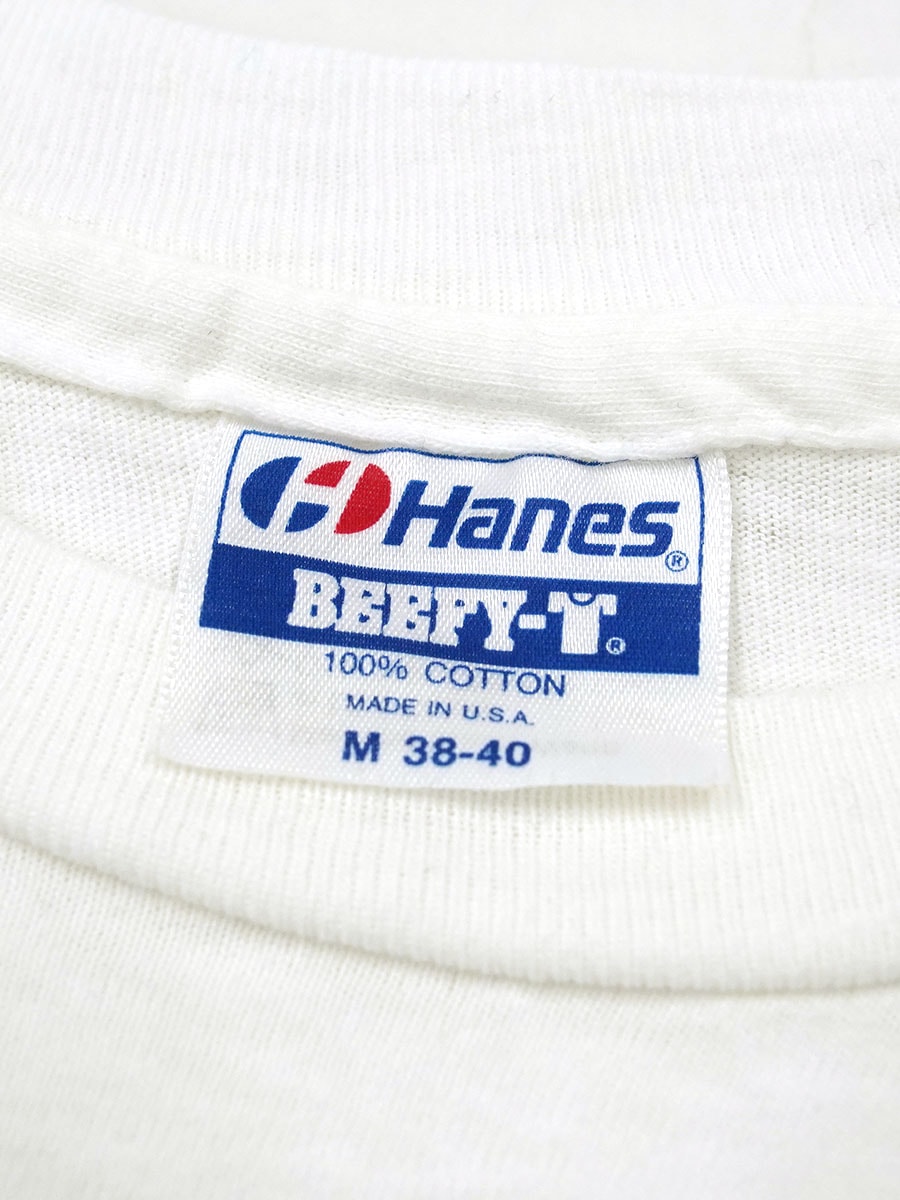 Hanes®
BEEFY-T®
100% COTTON
MADE IN U.S.A.
M 38-40